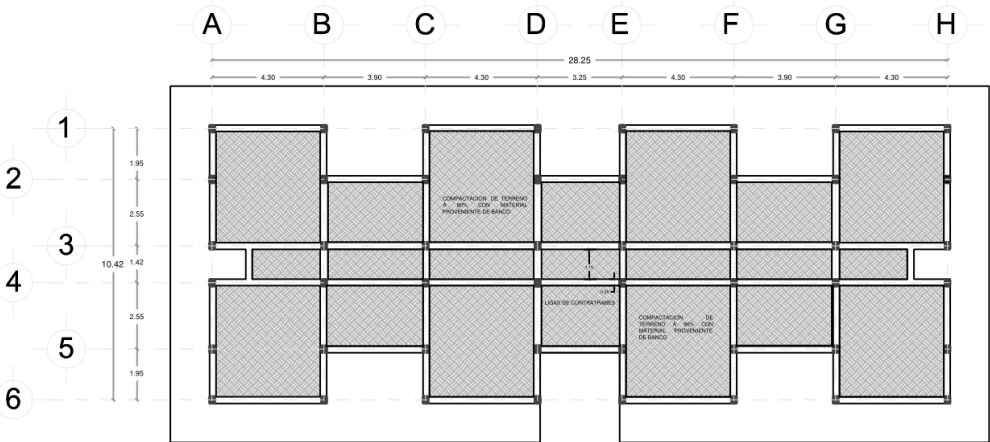 A B C D E F G H
28.25
4.30 3.90 4.30 3.25 4.30 3.90 4.30
1
1.95
2
COMPACTACION DE TERRENO
A 90% CON MATERIAL
PROVENIENTE DE BANCO
2.55
3
10.42
1.42
4
LIGAS DE CONTRATRABES
COMPACTACION DE
TERRENO A 90% CON
MATERIAL PROVENIENTE
DE BANCO
2.55
5
1.95
6